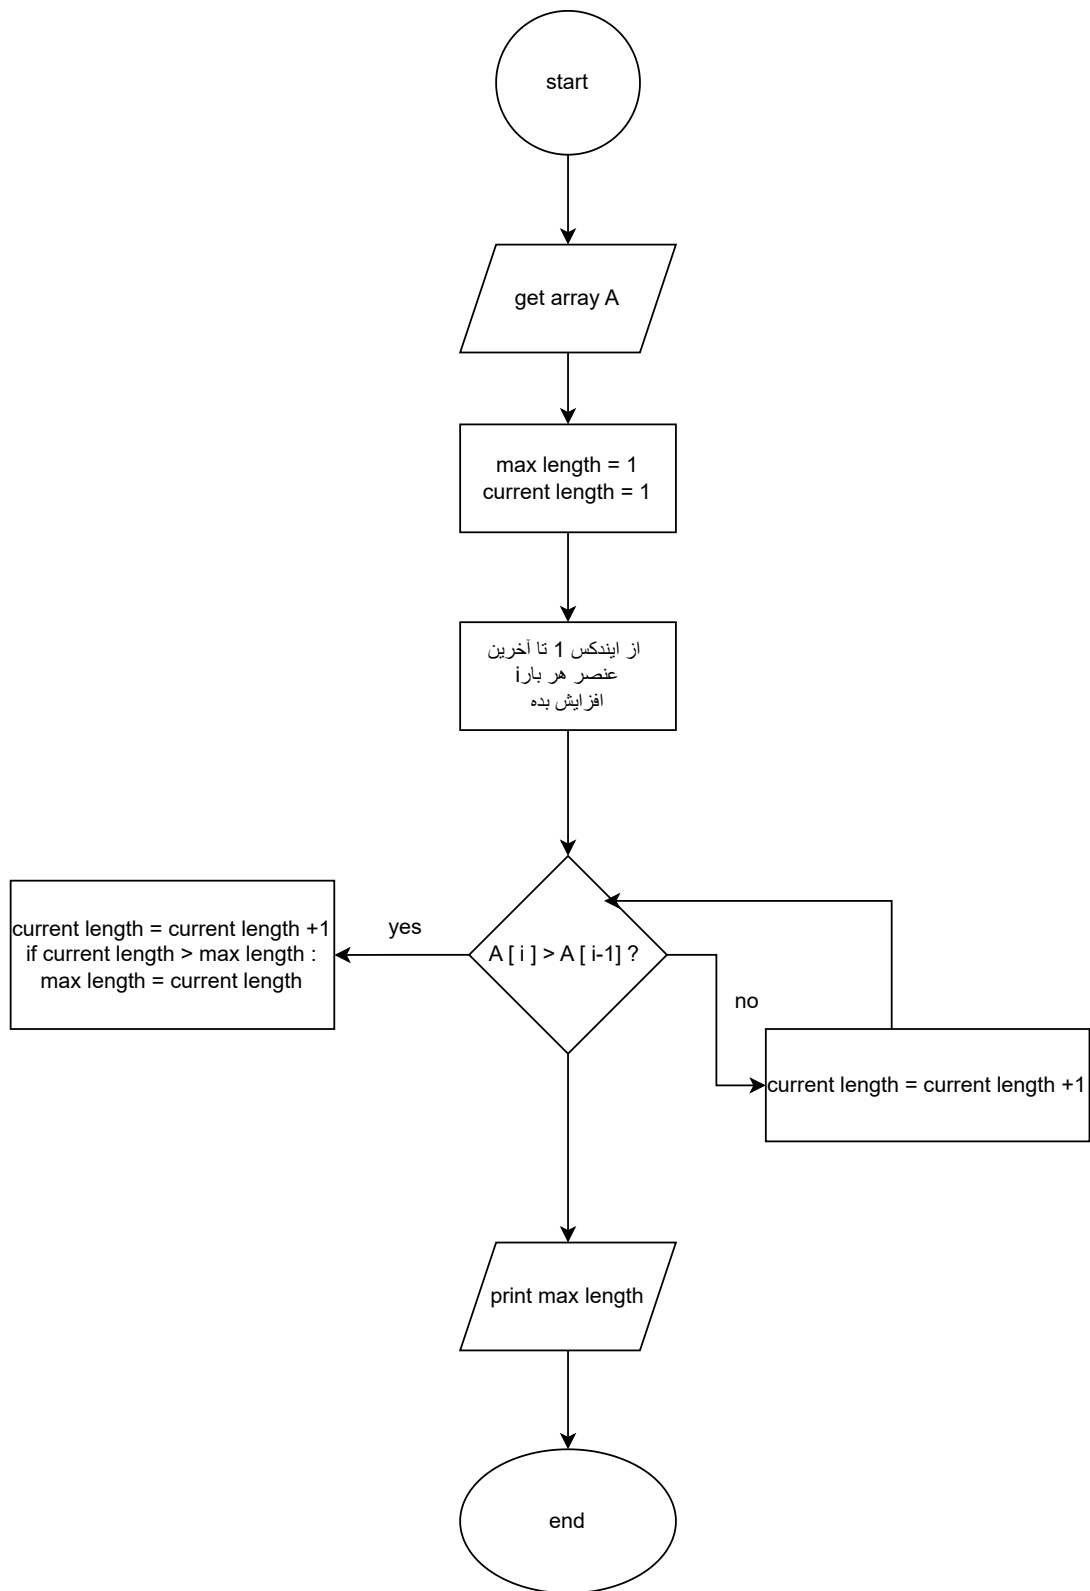 start
get array A
max length = 1
current length = 1
از ایندکس 1 تا آخرین
عنصر هر بارi
افزایش بده
current length = current length +1
if current length > max length :
max length = current length
yes
A [ i ] > A [ i-1] ?
no
current length = current length +1
print max length
end